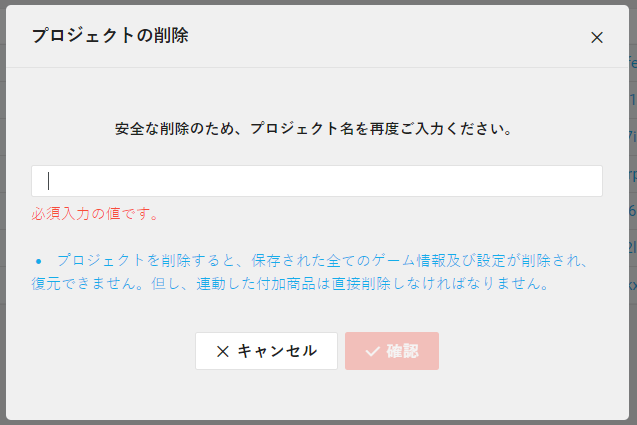 プロジェクトの削除
安全な削除のため、プロジェクト名を再度ご入力ください。
必須入力の値です。
• プロジェクトを削除すると、保存された全てのゲーム情報及び設定が削除され、
復元できません。但し、連動した付加商品は直接削除しなければなりません。
キャンセル
確認